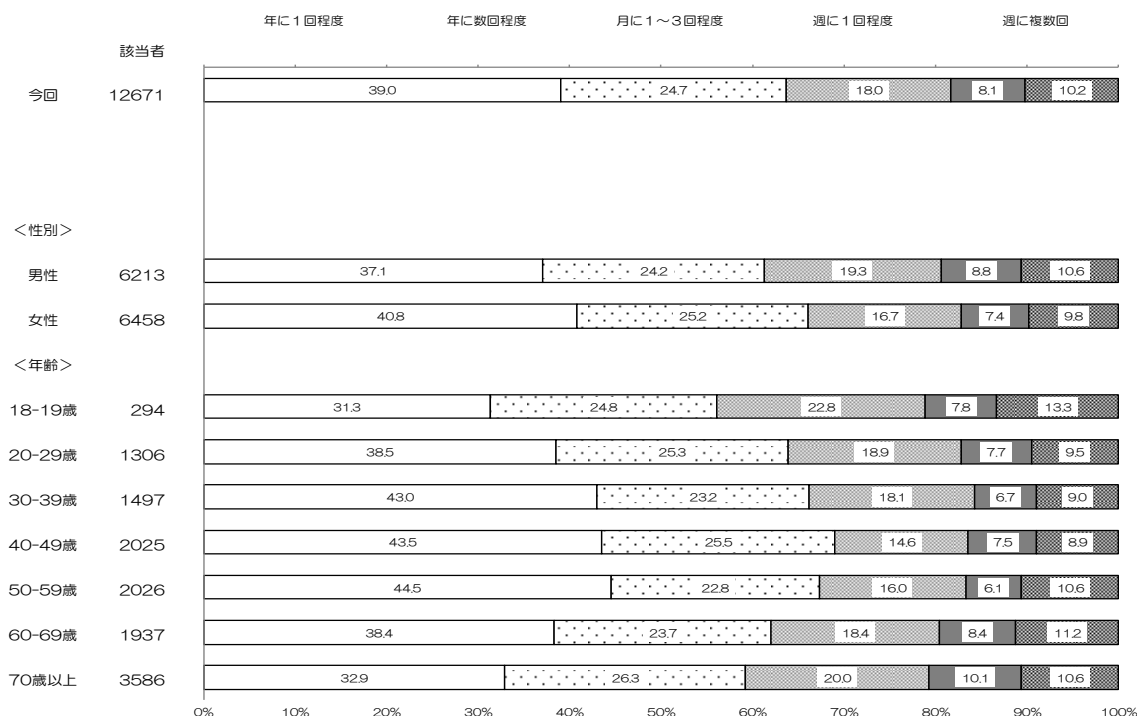 年に１回程度 年に数回程度 月に１～３回程度 週に１回程度 週に複数回
該当者
今回 12671 39.0 24.7 18.0 8.1 10.2
＜性別＞
男性 6213 37.1 24.2 19.3 8.8 10.6
女性 6458 40.8 25.2 16.7 7.4 9.8
＜年齢＞
18-19歳 294 31.3 24.8 22.8 7.8 13.3
20-29歳 1306 38.5 25.3 18.9 7.7 9.5
30-39歳 1497 43.0 23.2 18.1 6.7 9.0
40-49歳 2025 43.5 25.5 14.6 7.5 8.9
50-59歳 2026 44.5 22.8 16.0 6.1 10.6
60-69歳 1937 38.4 23.7 18.4 8.4 11.2
70歳以上 3586 32.9 26.3 20.0 10.1 10.6
0% 10% 20% 30% 40% 50% 60% 70% 80% 90% 100%